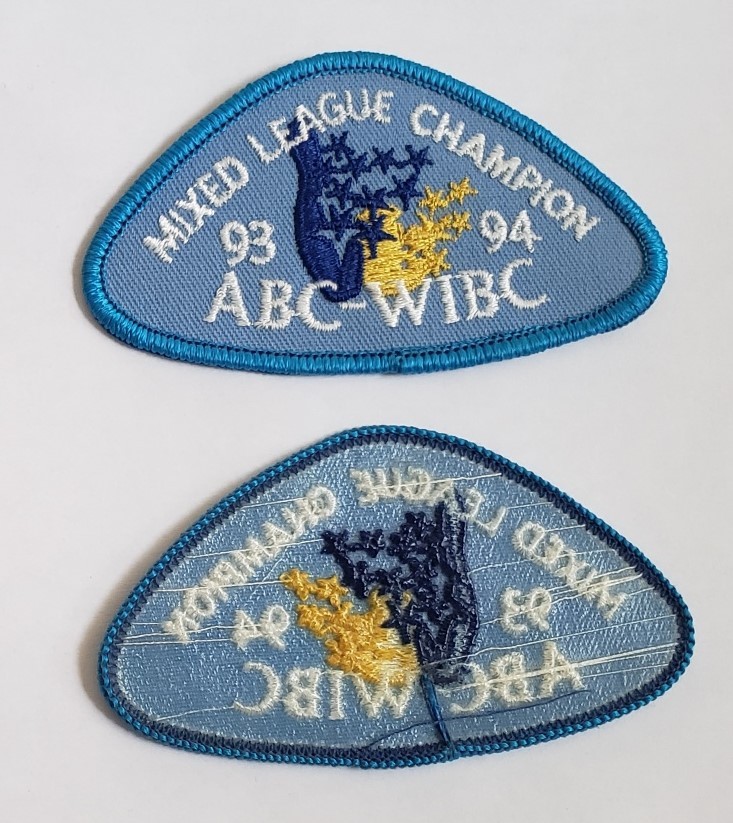 MIXED LEAGUE CHAMPION
93 94
ABC-WIBC
MIXED LEAGUE CHAMPION
93 94
ABC-WIBC